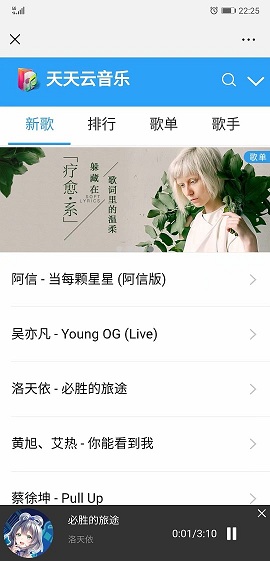 22:25
天天云音乐
新歌 排行 歌单 歌手
歌单
「疗愈·系」
躲藏在
SOFT LYRICS
歌词里的温柔
阿信 - 当每颗星星 (阿信版)
吴亦凡 - Young OG (Live)
洛天依 - 必胜的旅途
黄旭、艾热 - 你能看到我
蔡徐坤 - Pull Up
必胜的旅途
洛天依
0:01/3:10